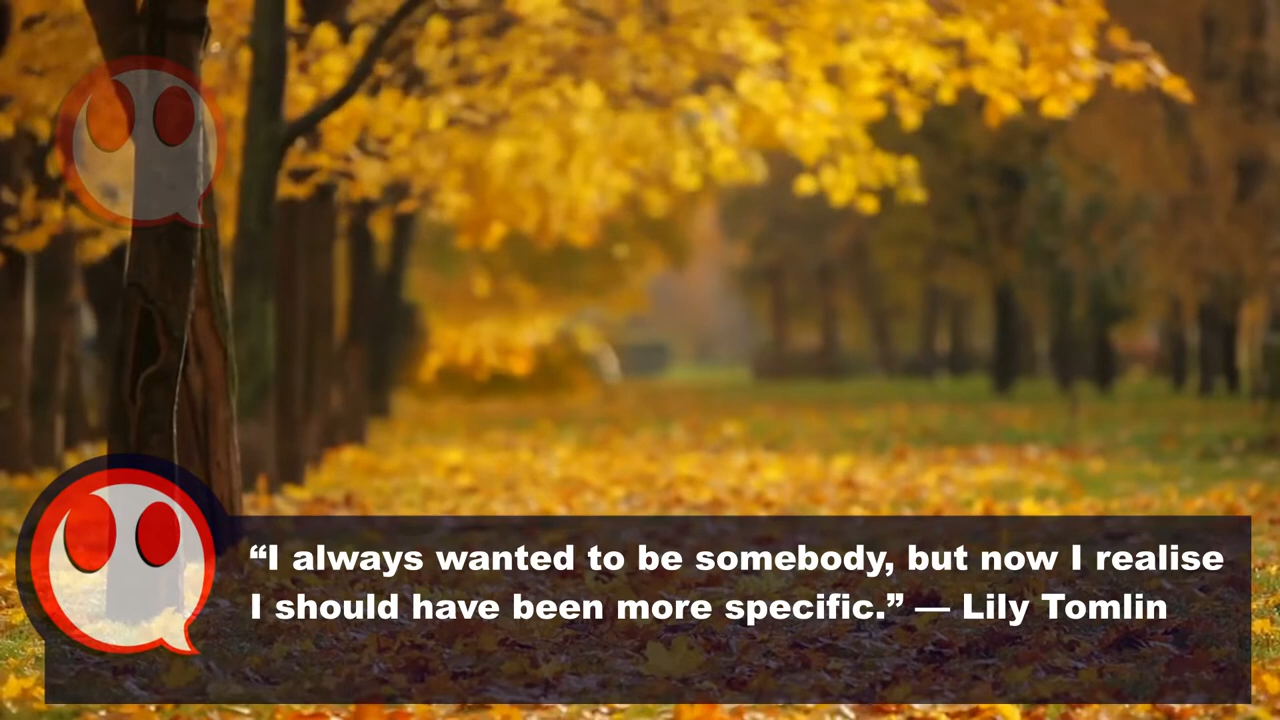 “I always wanted to be somebody, but now I realise
I should have been more specific.” — Lily Tomlin